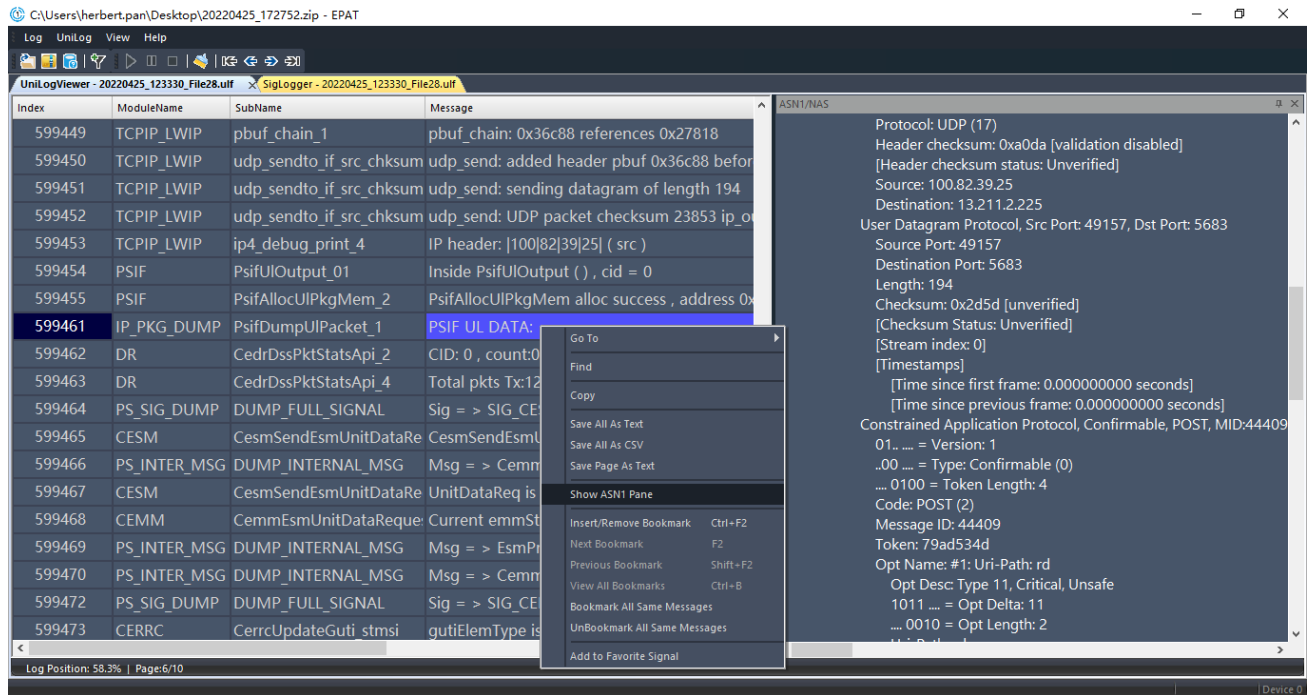 C:\Users\herbert.pan\Desktop\20220425_172752.zip - EPAT
Log UniLog View Help
UniLogViewer - 20220425_123330_File28.ulf SigLogger - 20220425_123330_File28.ulf
Index ModuleName SubName Message
599449 TCPIP_LWIP pbuf_chain_1 pbuf_chain: 0x36c88 references 0x27818
599450 TCPIP_LWIP udp_sendto_if_src_chksum udp_send: added header pbuf 0x36c88 befor
599451 TCPIP_LWIP udp_sendto_if_src_chksum udp_send: sending datagram of length 194
599452 TCPIP_LWIP udp_sendto_if_src_chksum udp_send: UDP packet checksum 23853 ip_o
599453 TCPIP_LWIP ip4_debug_print_4 IP header: |100|82|39|25| ( src )
599454 PSIF PsifUlOutput_01 Inside PsifUlOutput ( ) , cid = 0
599455 PSIF PsifAllocUlPkgMem_2 PsifAllocUlPkgMem alloc success , address 0x
599461 IP_PKG_DUMP PsifDumpUlPacket_1 PSIF UL DATA:
599462 DR CedrDssPktStatsApi_2 CID: 0 , count:0
599463 DR CedrDssPktStatsApi_4 Total pkts Tx:12
599464 PS_SIG_DUMP DUMP_FULL_SIGNAL Sig = > SIG_CE
599465 CESM CesmSendEsmUnitDataRe CesmSendEsmU
599466 PS_INTER_MSG DUMP_INTERNAL_MSG Msg = > Cemm
599467 CESM CesmSendEsmUnitDataRe UnitDataReq is
599468 CEMM CemmEsmUnitDataReque Current emmSt
599469 PS_INTER_MSG DUMP_INTERNAL_MSG Msg = > EsmPr
599470 PS_INTER_MSG DUMP_INTERNAL_MSG Msg = > Cemm
599472 PS_SIG_DUMP DUMP_FULL_SIGNAL Sig = > SIG_CE
599473 CERRC CerrcUpdateGuti_stmsi gutiElemType is
Go To
Find
Copy
Save All As Text
Save All As CSV
Save Page As Text
Show ASN1 Pane
Insert/Remove Bookmark Ctrl+F2
Next Bookmark F2
Previous Bookmark Shift+F2
View All Bookmarks Ctrl+B
Bookmark All Same Messages
UnBookmark All Same Messages
Add to Favorite Signal
ASN1/NAS
Protocol: UDP (17)
Header checksum: 0xa0da [validation disabled]
[Header checksum status: Unverified]
Source: 100.82.39.25
Destination: 13.211.2.225
User Datagram Protocol, Src Port: 49157, Dst Port: 5683
Source Port: 49157
Destination Port: 5683
Length: 194
Checksum: 0x2d5d [unverified]
[Checksum Status: Unverified]
[Stream index: 0]
[Timestamps]
[Time since first frame: 0.000000000 seconds]
[Time since previous frame: 0.000000000 seconds]
Constrained Application Protocol, Confirmable, POST, MID:44409
01.. .... = Version: 1
..00 .... = Type: Confirmable (0)
.... 0100 = Token Length: 4
Code: POST (2)
Message ID: 44409
Token: 79ad534d
Opt Name: #1: Uri-Path: rd
Opt Desc: Type 11, Critical, Unsafe
1011 .... = Opt Delta: 11
.... 0010 = Opt Length: 2
Log Position: 58.3% | Page:6/10
Device 0